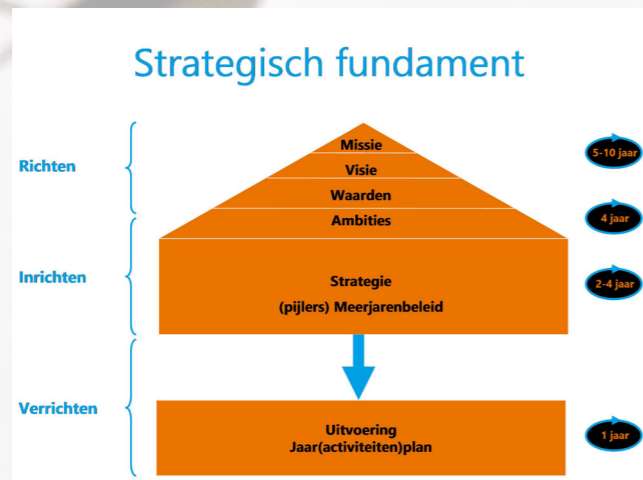 Strategisch fundament
Richten
Missie
Visie
Waarden
5-10 jaar
Inrichten
Ambities
4 jaar
Strategie
(pijlers) Meerjarenbeleid
2-4 jaar
Verrichten
Uitvoering
Jaar(activiteiten)plan
1 jaar